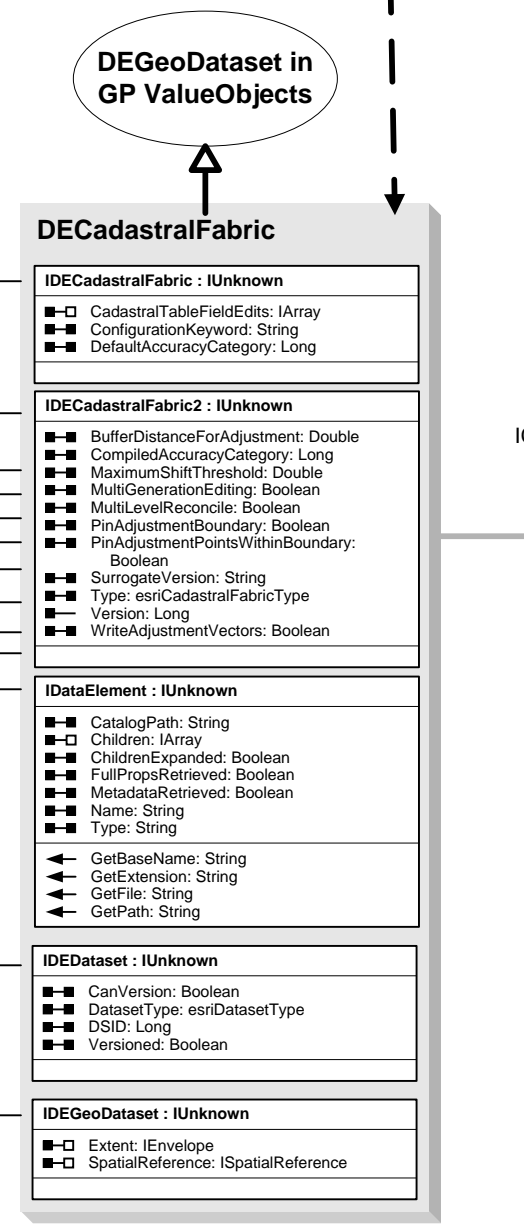 DEGeoDataset in
GP ValueObjects
DECadastralFabric
IDECadastralFabric : IUnknown
CadastralTableFieldEdits: IArray
ConfigurationKeyword: String
DefaultAccuracyCategory: Long
IDECadastralFabric2 : IUnknown
BufferDistanceForAdjustment: Double
CompiledAccuracyCategory: Long
MaximumShiftThreshold: Double
MultiGenerationEditing: Boolean
MultiLevelReconcile: Boolean
PinAdjustmentBoundary: Boolean
PinAdjustmentPointsWithinBoundary:
Boolean
SurrogateVersion: String
Type: esriCadastralFabricType
Version: Long
WriteAdjustmentVectors: Boolean
IDataElement : IUnknown
CatalogPath: String
Children: IArray
ChildrenExpanded: Boolean
FullPropsRetrieved: Boolean
MetadataRetrieved: Boolean
Name: String
Type: String
GetBaseName: String
GetExtension: String
GetFile: String
GetPath: String
IDEDataset : IUnknown
CanVersion: Boolean
DatasetType: esriDatasetType
DSID: Long
Versioned: Boolean
IDEGeoDataset : IUnknown
Extent: IEnvelope
SpatialReference: ISpatialReference